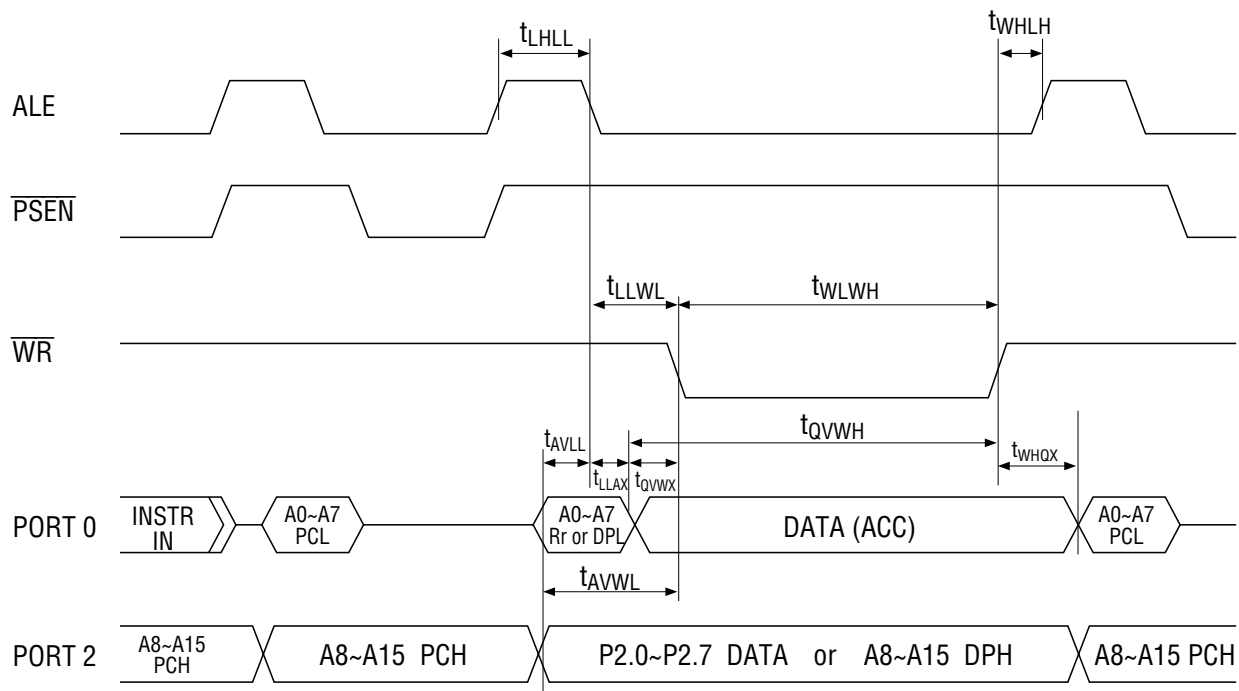 tLHLL
tWHLH
ALE
PSEN
tLLWL
tWLWH
WR
tQVWH
tAVLL
tWHQX
tLLAX
tQVWX
PORT 0
INSTR
IN
A0~A7
PCL
A0~A7
Rr or DPL
DATA (ACC)
A0~A7
PCL
tAVWL
PORT 2
A8~A15
PCH
A8~A15 PCH
P2.0~P2.7 DATA or A8~A15 DPH
A8~A15 PCH